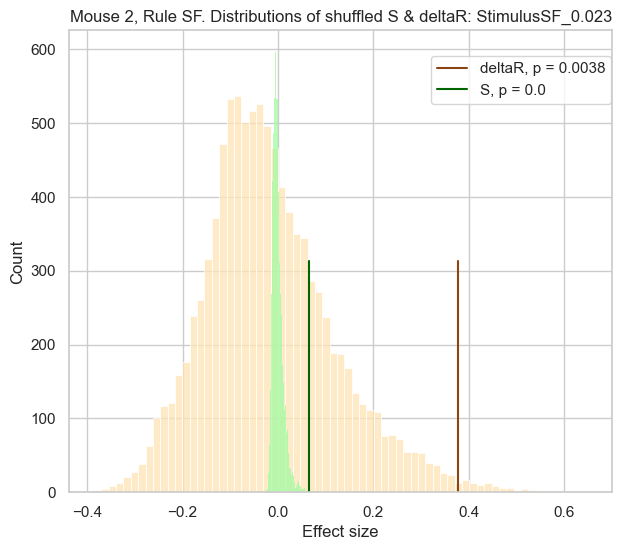 Mouse 2, Rule SF. Distributions of shuffled S & deltaR: StimulusSF_0.023
deltaR, p = 0.0038
S, p = 0.0
600
500
400
300
200
100
0
Count
−0.4
−0.2
0.0
0.2
0.4
0.6
Effect size